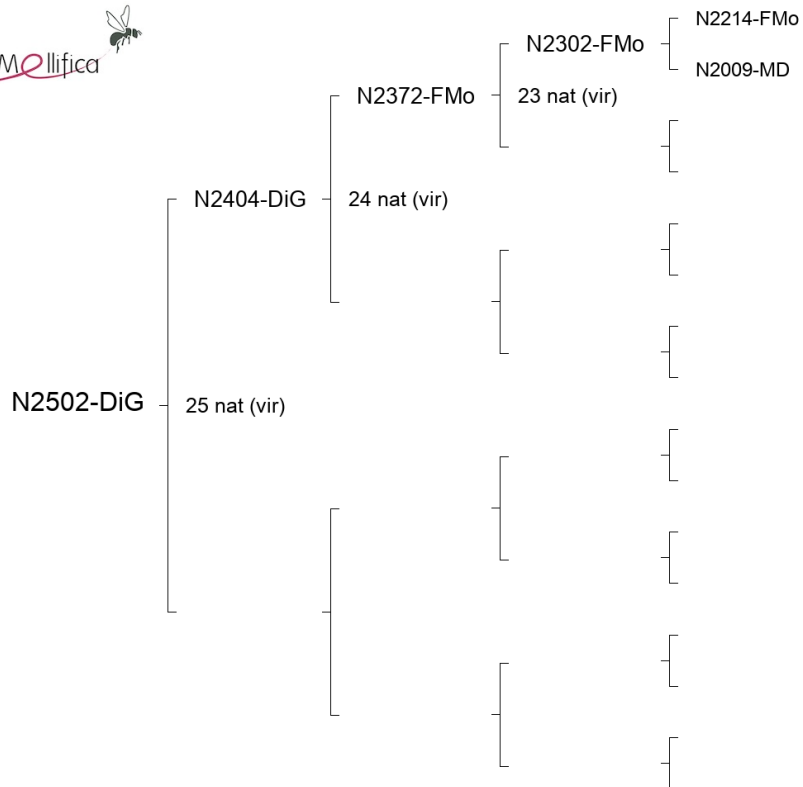 Mellifica
N2214-FMo
N2302-FMo
N2009-MD
N2372-FMo
23 nat (vir)
N2404-DiG
24 nat (vir)
N2502-DiG
25 nat (vir)